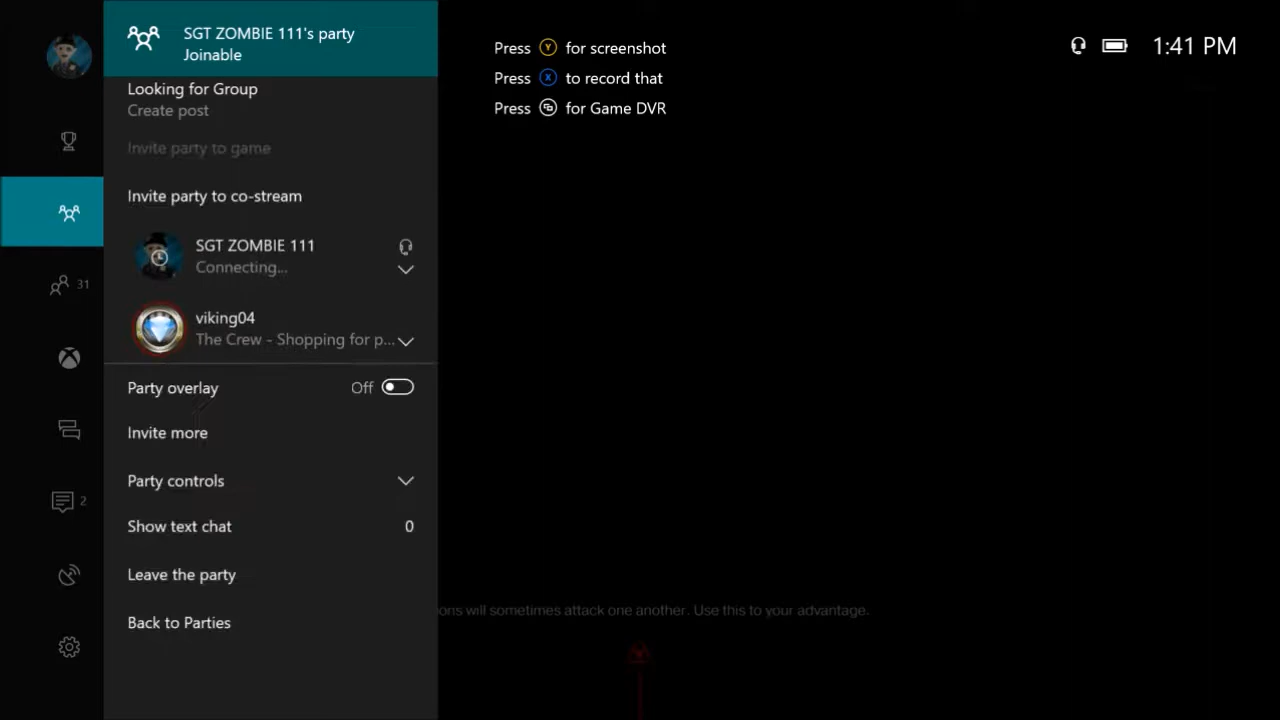 SGT ZOMBIE 111's party
Joinable
Looking for Group
Create post
Invite party to game
Invite party to co-stream
SGT ZOMBIE 111
Connecting...
viking04
The Crew - Shopping for p...
Party overlay
Off
Invite more
Party controls
Show text chat
0
Leave the party
Back to Parties
31
2
Press Y for screenshot
Press X to record that
Press for Game DVR
1:41 PM
ons will sometimes attack one another. Use this to your advantage.